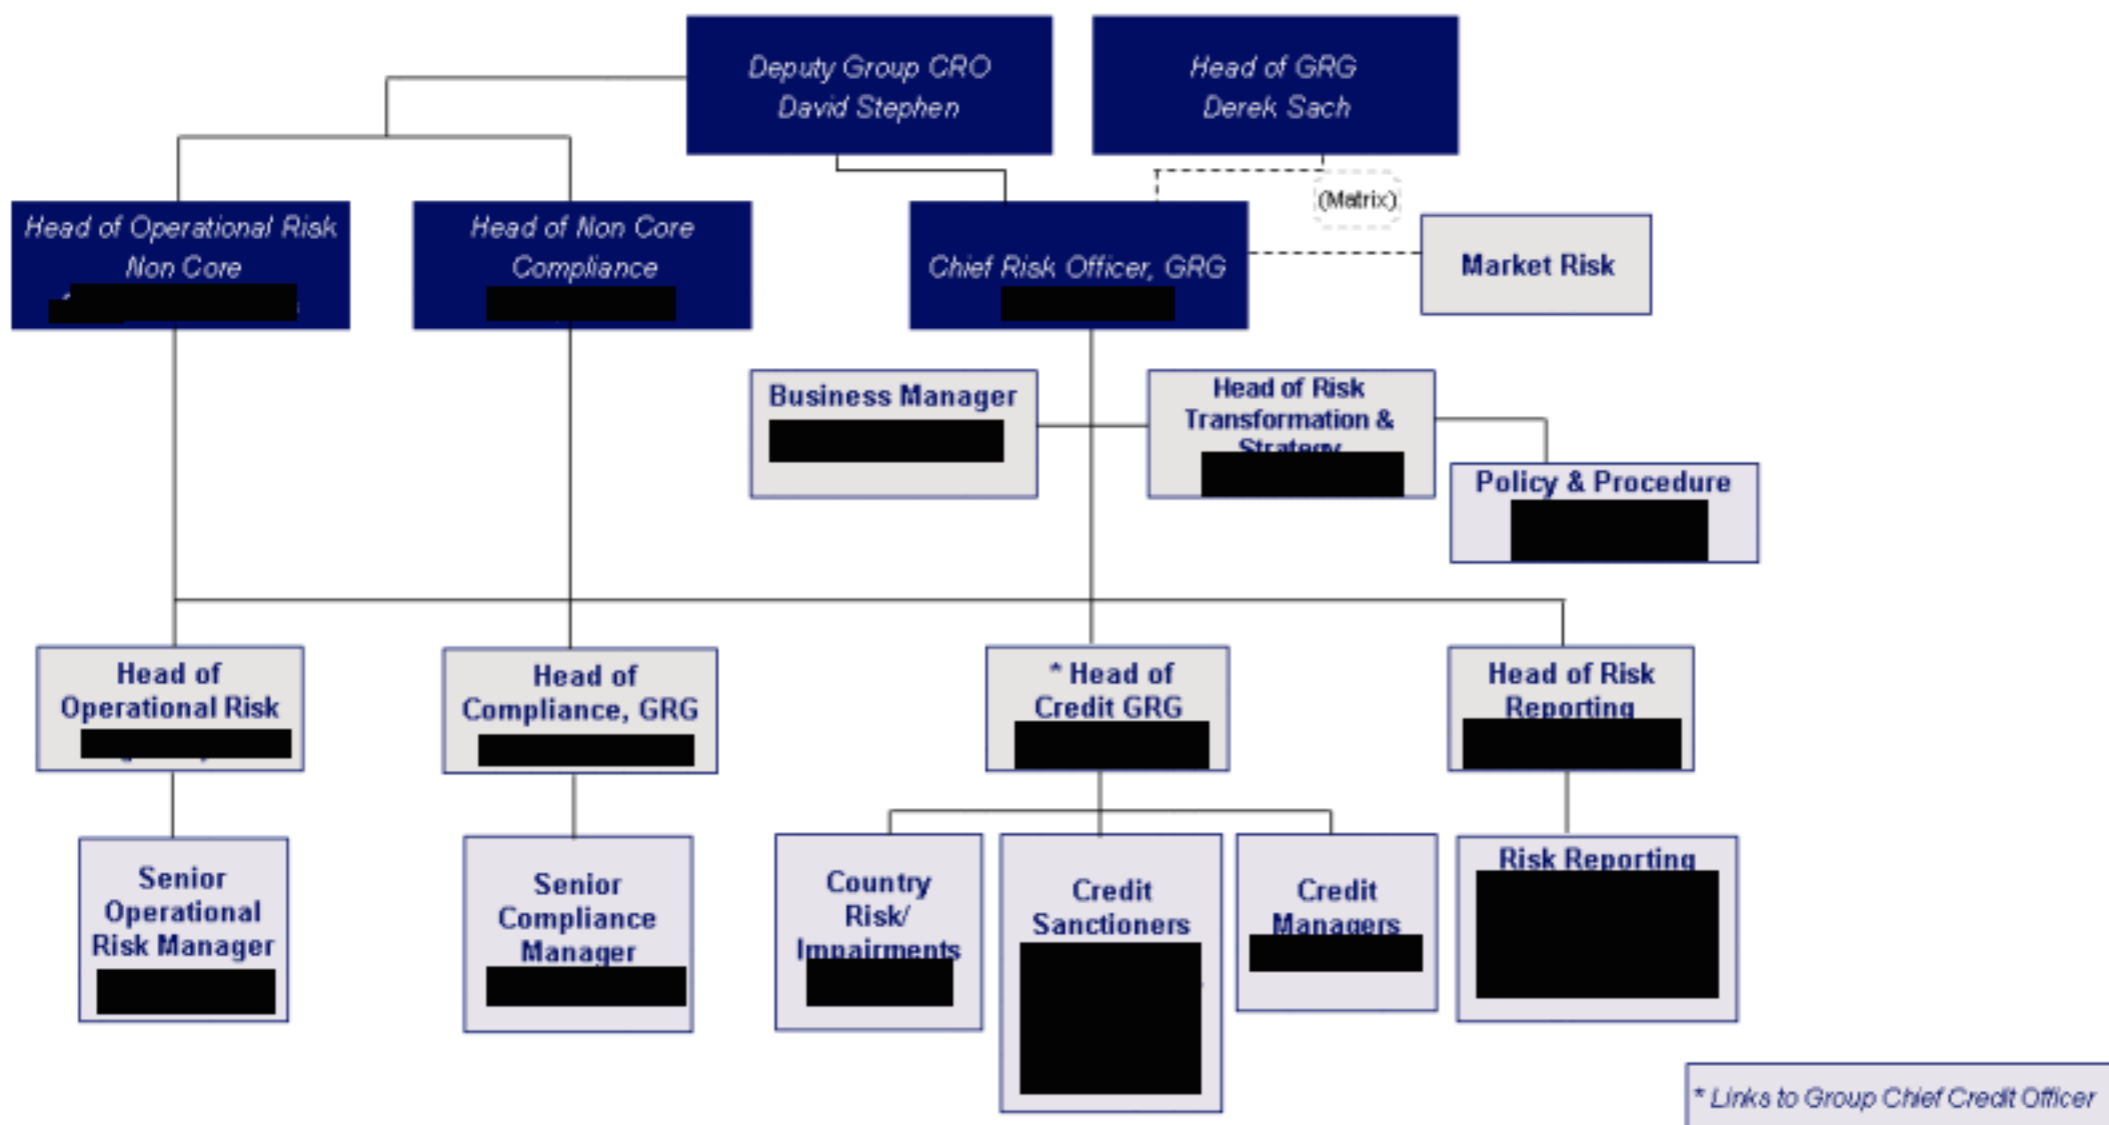 Deputy Group CRO
David Stephen
Head of GRG
Derek Sach
(Matrix)
Head of Operational Risk
Non Core
Head of Non Core
Compliance
Chief Risk Officer, GRG
Market Risk
Business Manager
Head of Risk
Transformation &
Strategy
Policy & Procedure
Head of
Operational Risk
Head of
Compliance, GRG
* Head of
Credit GRG
Head of Risk
Reporting
Senior
Operational
Risk Manager
Senior
Compliance
Manager
Country
Risk/
Impairments
Credit
Sanctioners
Credit
Managers
Risk Reporting
* Links to Group Chief Credit Officer